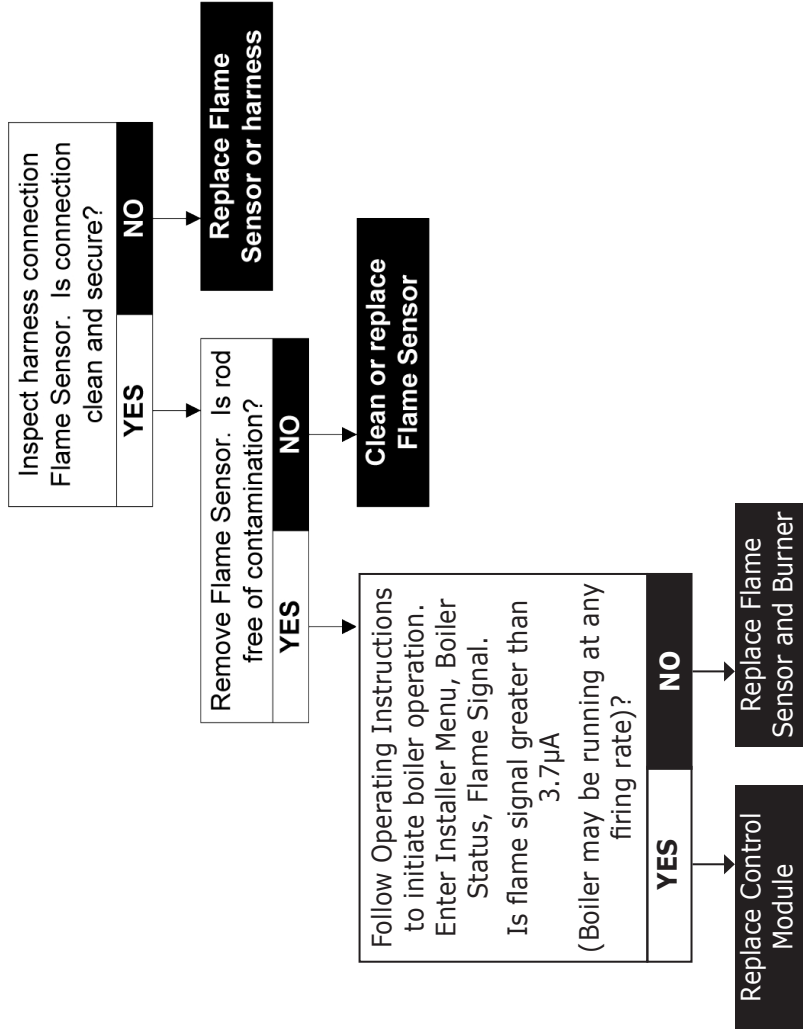 Inspect harness connection
Flame Sensor.  Is connection
clean and secure?
YES
NO
Replace Flame
Sensor or harness
Remove Flame Sensor.  Is rod
free of contamination?
YES
NO
Clean or replace
Flame Sensor
Follow Operating Instructions
to initiate boiler operation.
Enter Installer Menu, Boiler
Status, Flame Signal.
Is flame signal greater than
3.7µA
(Boiler may be running at any
firing rate)?
YES
NO
Replace Control
Module
Replace Flame
Sensor and Burner